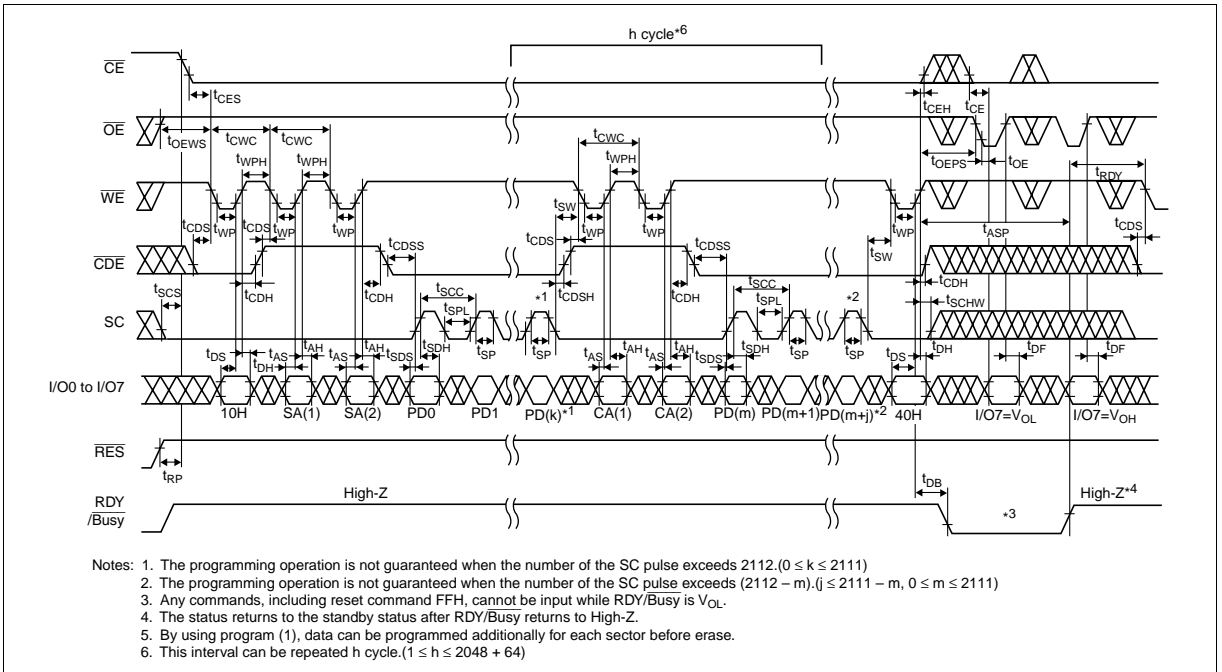 h cycle*6
CE
tCES
tCEH
tCE
OE
tOEWS
tCWC
tCWC
tCWC
tOEPS
tOE
tWPH
tWPH
tWPH
tRDY
WE
tCDS
tWP
tCDS
tWP
tWP
tSW
tCDS
tWP
tWP
tSW
tWP
tASP
tCDS
CDE
tCDH
tCDH
tCDSS
tCDSH
tCDH
tCDSS
tCDH
tSCS
tSCC
tSPL
*1
tSCC
tSPL
*2
tSCHW
SC
tSP
tSP
tSP
tSP
tDS
tDH
tAS
tAH
tAS
tAH
tSDS
tSDH
tAS
tAH
tAS
tAH
tSDS
tSDH
tDS
tDH
tDF
tDF
I/O0 to I/O7
10H
SA(1)
SA(2)
PD0
PD1
PD(k)*1
CA(1)
CA(2)
PD(m)
PD(m+1)
PD(m+j)*2
40H
I/O7=VOL
I/O7=VOH
RES
tRP
RDY
/Busy
High-Z
tDB
*3
High-Z*4
Notes: 1. The programming operation is not guaranteed when the number of the SC pulse exceeds 2112.(0 ≤ k ≤ 2111)
2. The programming operation is not guaranteed when the number of the SC pulse exceeds (2112 – m).(j ≤ 2111 – m, 0 ≤ m ≤ 2111)
3. Any commands, including reset command FFH, cannot be input while RDY/Busy is VOL.
4. The status returns to the standby status after RDY/Busy returns to High-Z.
5. By using program (1), data can be programmed additionally for each sector before erase.
6. This interval can be repeated h cycle.(1 ≤ h ≤ 2048 + 64)